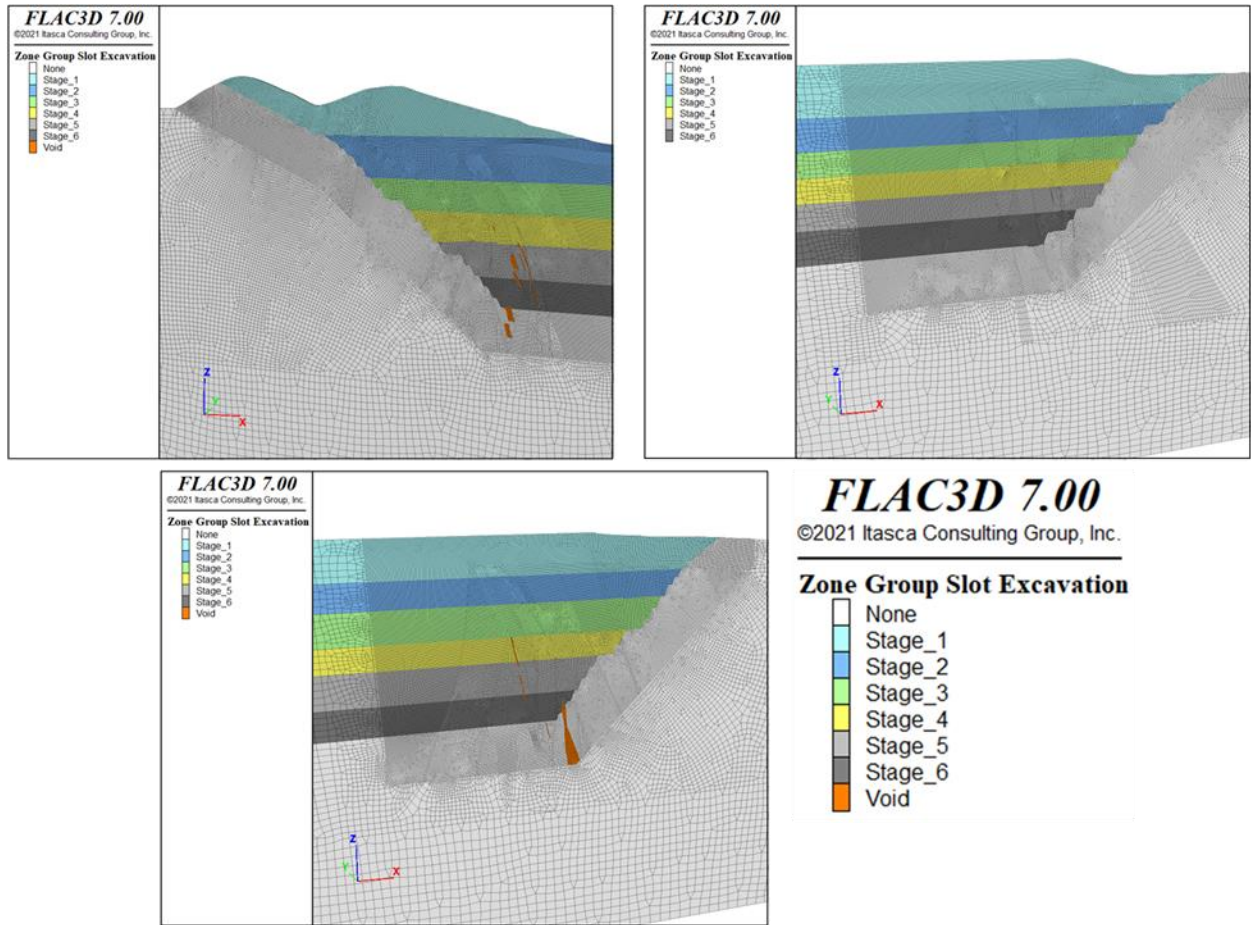 FLAC3D 7.00
©2021 Itasca Consulting Group, Inc.
Zone Group Slot Excavation
None
Stage_1
Stage_2
Stage_3
Stage_4
Stage_5
Stage_6
Void
Z
Y
X
FLAC3D 7.00
©2021 Itasca Consulting Group, Inc.
Zone Group Slot Excavation
None
Stage_1
Stage_2
Stage_3
Stage_4
Stage_5
Stage_6
Z
Y
X
FLAC3D 7.00
©2021 Itasca Consulting Group, Inc.
Zone Group Slot Excavation
None
Stage_1
Stage_2
Stage_3
Stage_4
Stage_5
Stage_6
Void
Z
Y
X
FLAC3D 7.00
©2021 Itasca Consulting Group, Inc.
Zone Group Slot Excavation
None
Stage_1
Stage_2
Stage_3
Stage_4
Stage_5
Stage_6
Void